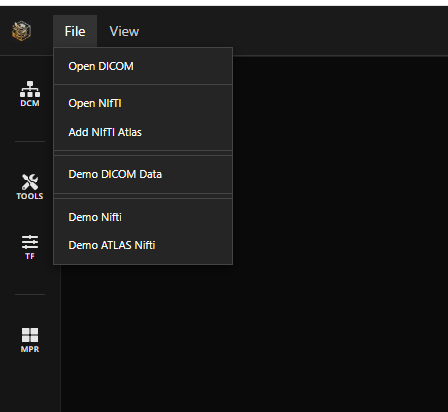 File View
Open DICOM
Open NIfTI
Add NIfTI Atlas
Demo DICOM Data
Demo Nifti
Demo ATLAS Nifti
DCM
TOOLS
TF
MPR